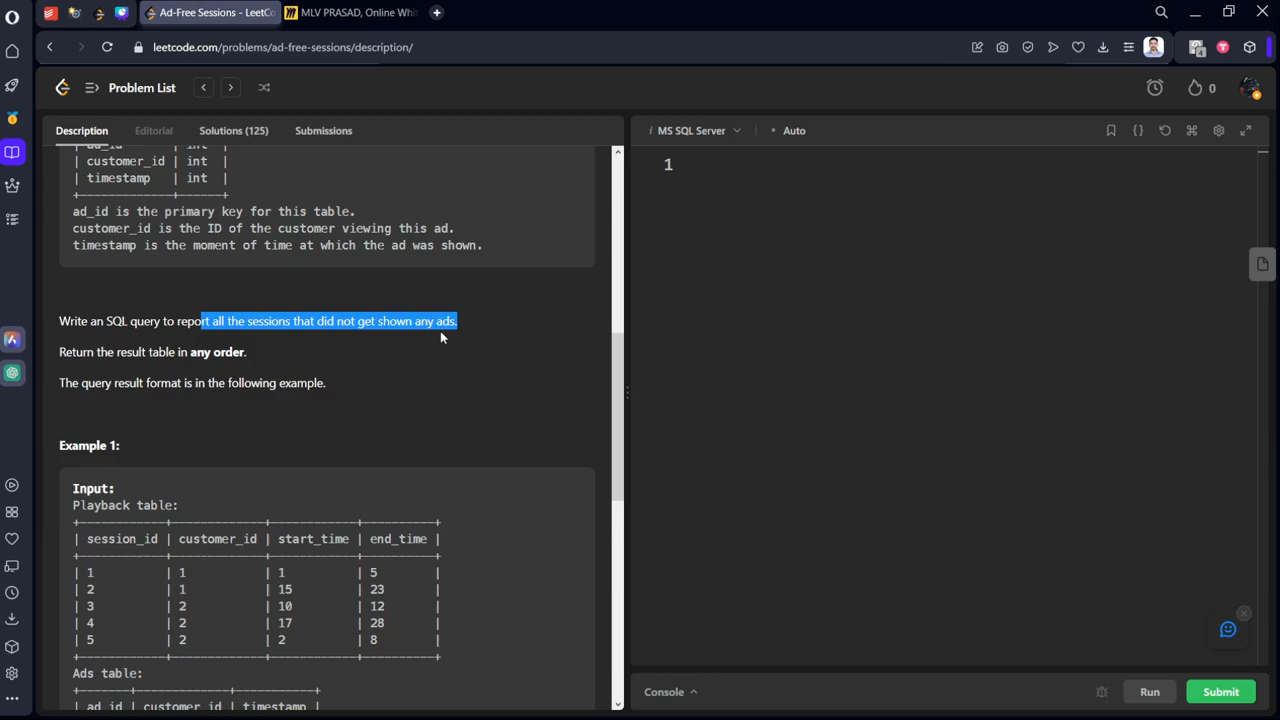 Ad-Free Sessions - LeetCo
MLV PRASAD, Online Whit
leetcode.com/problems/ad-free-sessions/description/
4
Problem List
0
Description
Editorial
Solutions (125)
Submissions
i MS SQL Server
• Auto
| ad_id | int |
| customer_id | int |
| timestamp | int |
+-------------+------+
ad_id is the primary key for this table.
customer_id is the ID of the customer viewing this ad.
timestamp is the moment of time at which the ad was shown.
1
Write an SQL query to report all the sessions that did not get shown any ads.
Return the result table in any order.
The query result format is in the following example.
Example 1:
Input:
Playback table:
+------------+-------------+------------+----------+
| session_id | customer_id | start_time | end_time |
+------------+-------------+------------+----------+
| 1 | 1 | 1 | 5 |
| 2 | 1 | 15 | 23 |
| 3 | 2 | 10 | 12 |
| 4 | 2 | 17 | 28 |
| 5 | 2 | 2 | 8 |
+------------+-------------+------------+----------+
Ads table:
+-------+-------------+-----------+
| ad_id | customer_id | timestamp |
Console
Run
Submit